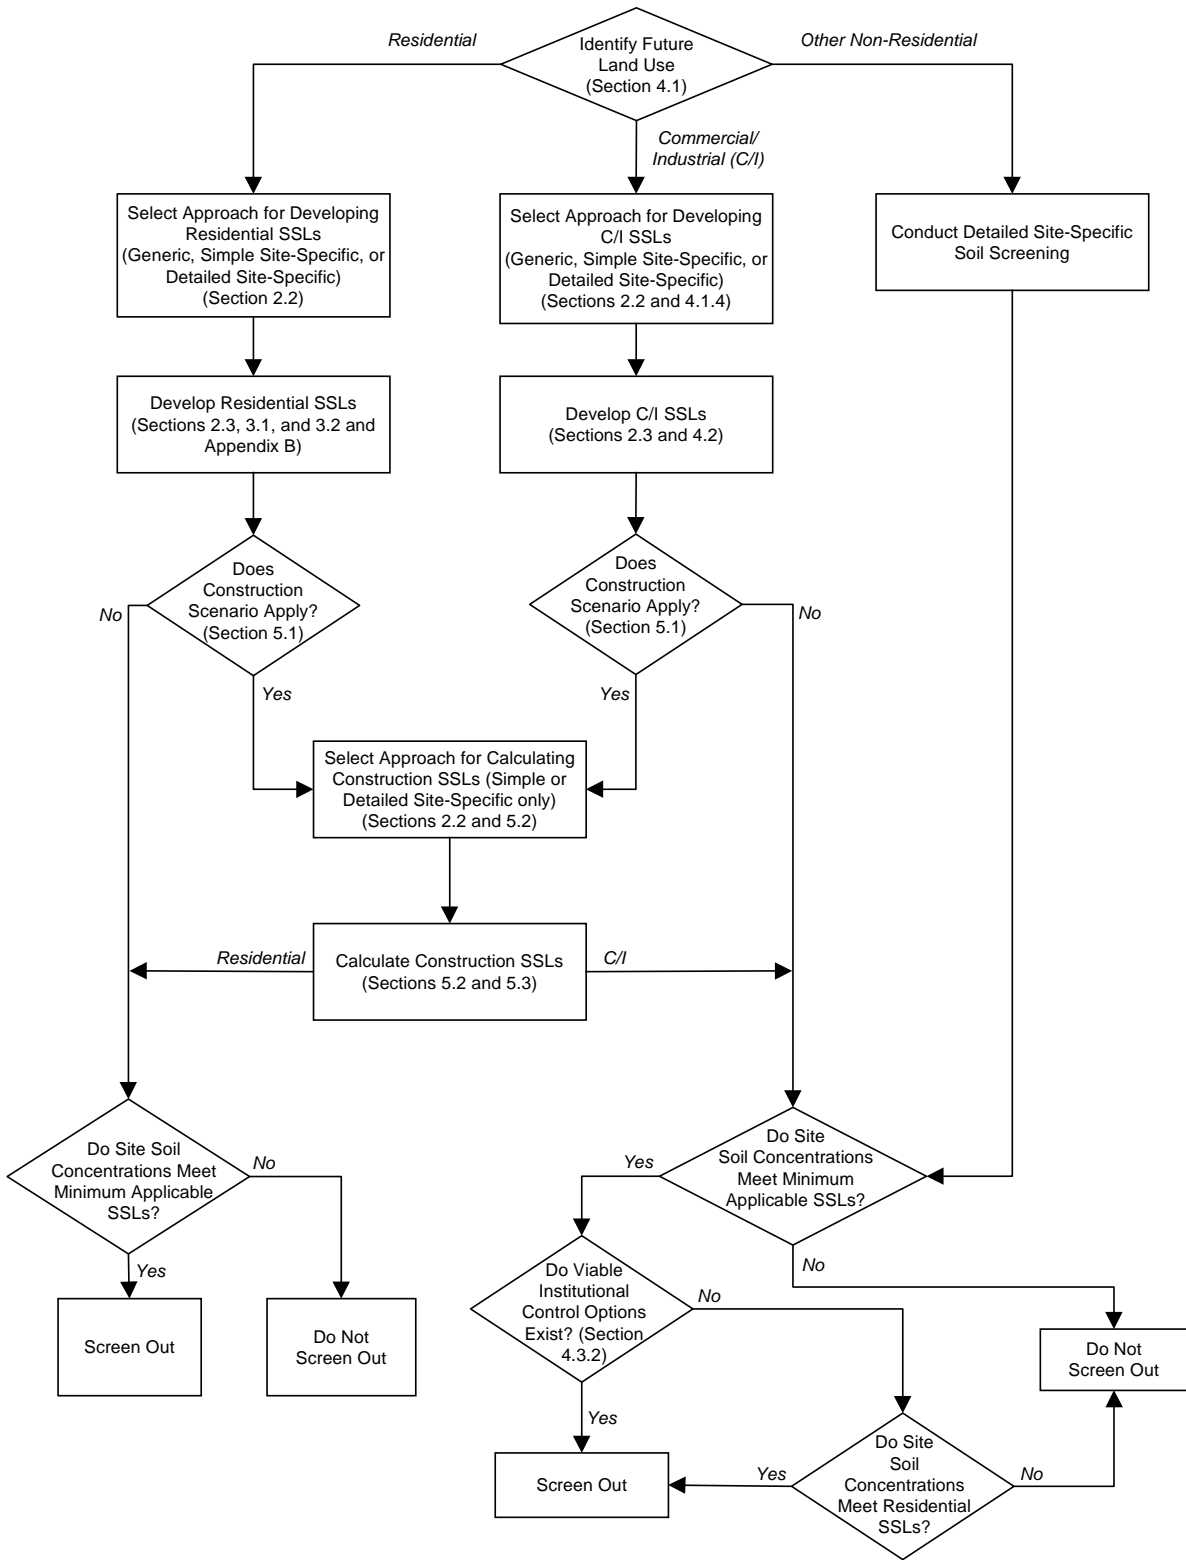 Residential
Identify Future
Land Use
(Section 4.1)
Other Non-Residential
Commercial/
Industrial (C/I)
Select Approach for Developing
Residential SSLs
(Generic, Simple Site-Specific, or
Detailed Site-Specific)
(Section 2.2)
Select Approach for Developing
C/I SSLs
(Generic, Simple Site-Specific, or
Detailed Site-Specific)
(Sections 2.2 and 4.1.4)
Conduct Detailed Site-Specific
Soil Screening
Develop Residential SSLs
(Sections 2.3, 3.1, and 3.2 and
Appendix B)
Develop C/I SSLs
(Sections 2.3 and 4.2)
Does
Construction
Scenario Apply?
(Section 5.1)
No
Yes
Does
Construction
Scenario Apply?
(Section 5.1)
No
Yes
Select Approach for Calculating
Construction SSLs (Simple or
Detailed Site-Specific only)
(Sections 2.2 and 5.2)
Residential
Calculate Construction SSLs
(Sections 5.2 and 5.3)
C/I
Do Site Soil
Concentrations Meet
Minimum Applicable
SSLs?
No
Yes
Screen Out
Do Not
Screen Out
Do Site
Soil Concentrations
Meet Minimum
Applicable SSLs?
Yes
No
Do Viable
Institutional
Control Options
Exist? (Section
4.3.2)
No
Yes
Do Not
Screen Out
Screen Out
Do Site
Soil
Concentrations
Meet Residential
SSLs?
Yes
No